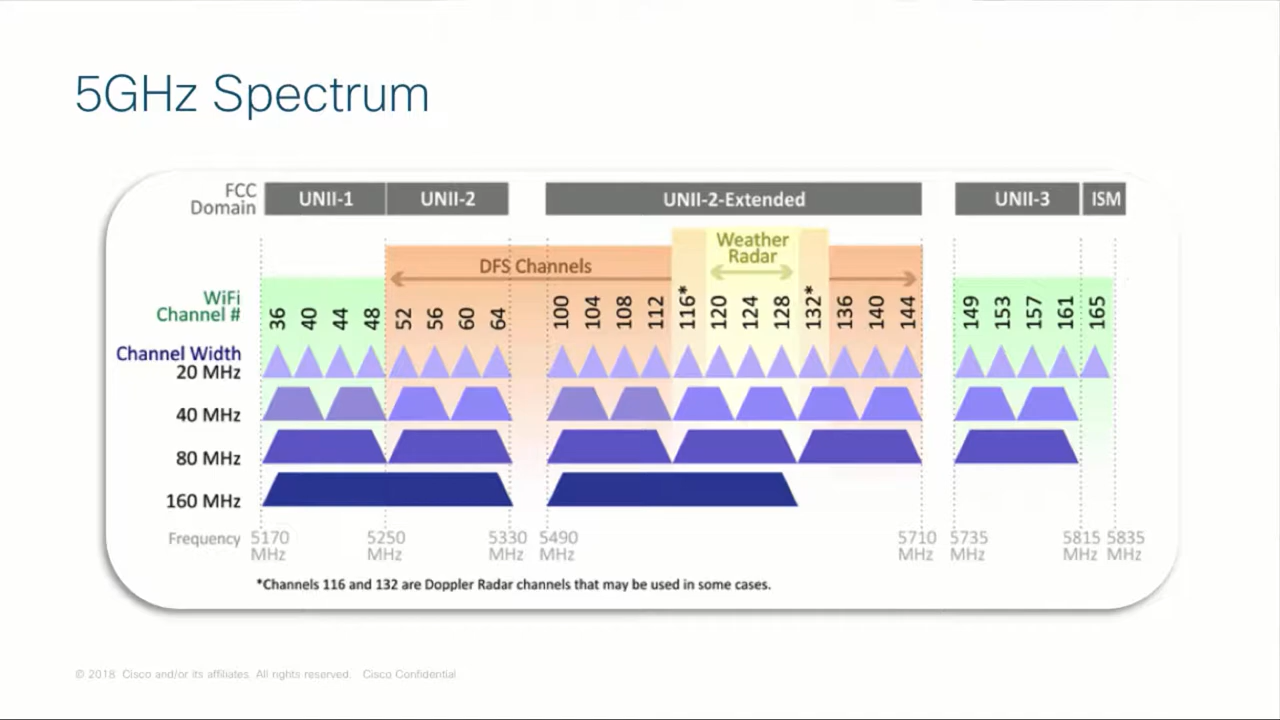 5GHz Spectrum
FCC Domain UNII-1 UNII-2 UNII-2-Extended UNII-3 ISM
Weather Radar
DFS Channels
WiFi Channel # 36 40 44 48 52 56 60 64 100 104 108 112 116* 120 124 128 132* 136 140 144 149 153 157 161 165
Channel Width
20 MHz
40 MHz
80 MHz
160 MHz
Frequency 5170 MHz 5250 MHz 5330 MHz 5490 MHz 5710 MHz 5735 MHz 5815 MHz 5835 MHz
*Channels 116 and 132 are Doppler Radar channels that may be used in some cases.
© 2018 Cisco and/or its affiliates. All rights reserved. Cisco Confidential